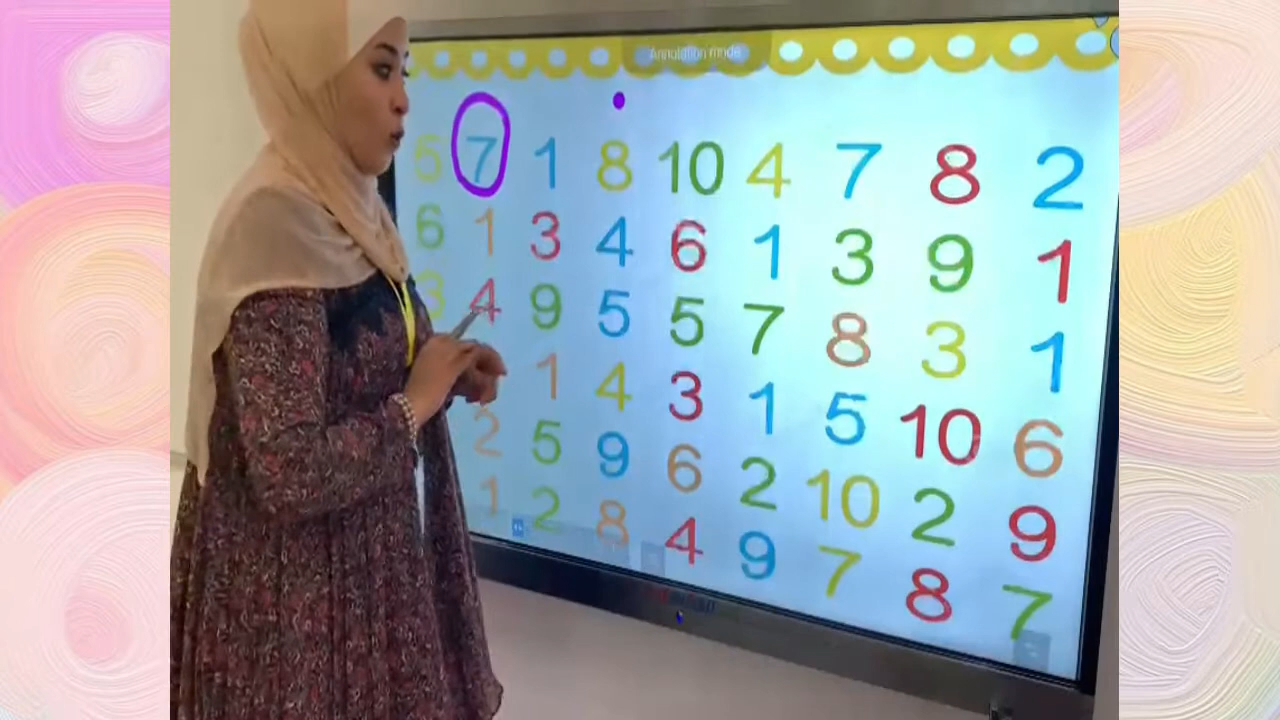 Annotation mode
5 7 1 8 10 4 7 8 2
6 1 3 4 6 1 3 9 1
3 4 9 5 5 7 8 3 1
1 4 3 1 5 10 6
2 5 9 6 2 10 2 9
1 2 8 4 9 7 8 7